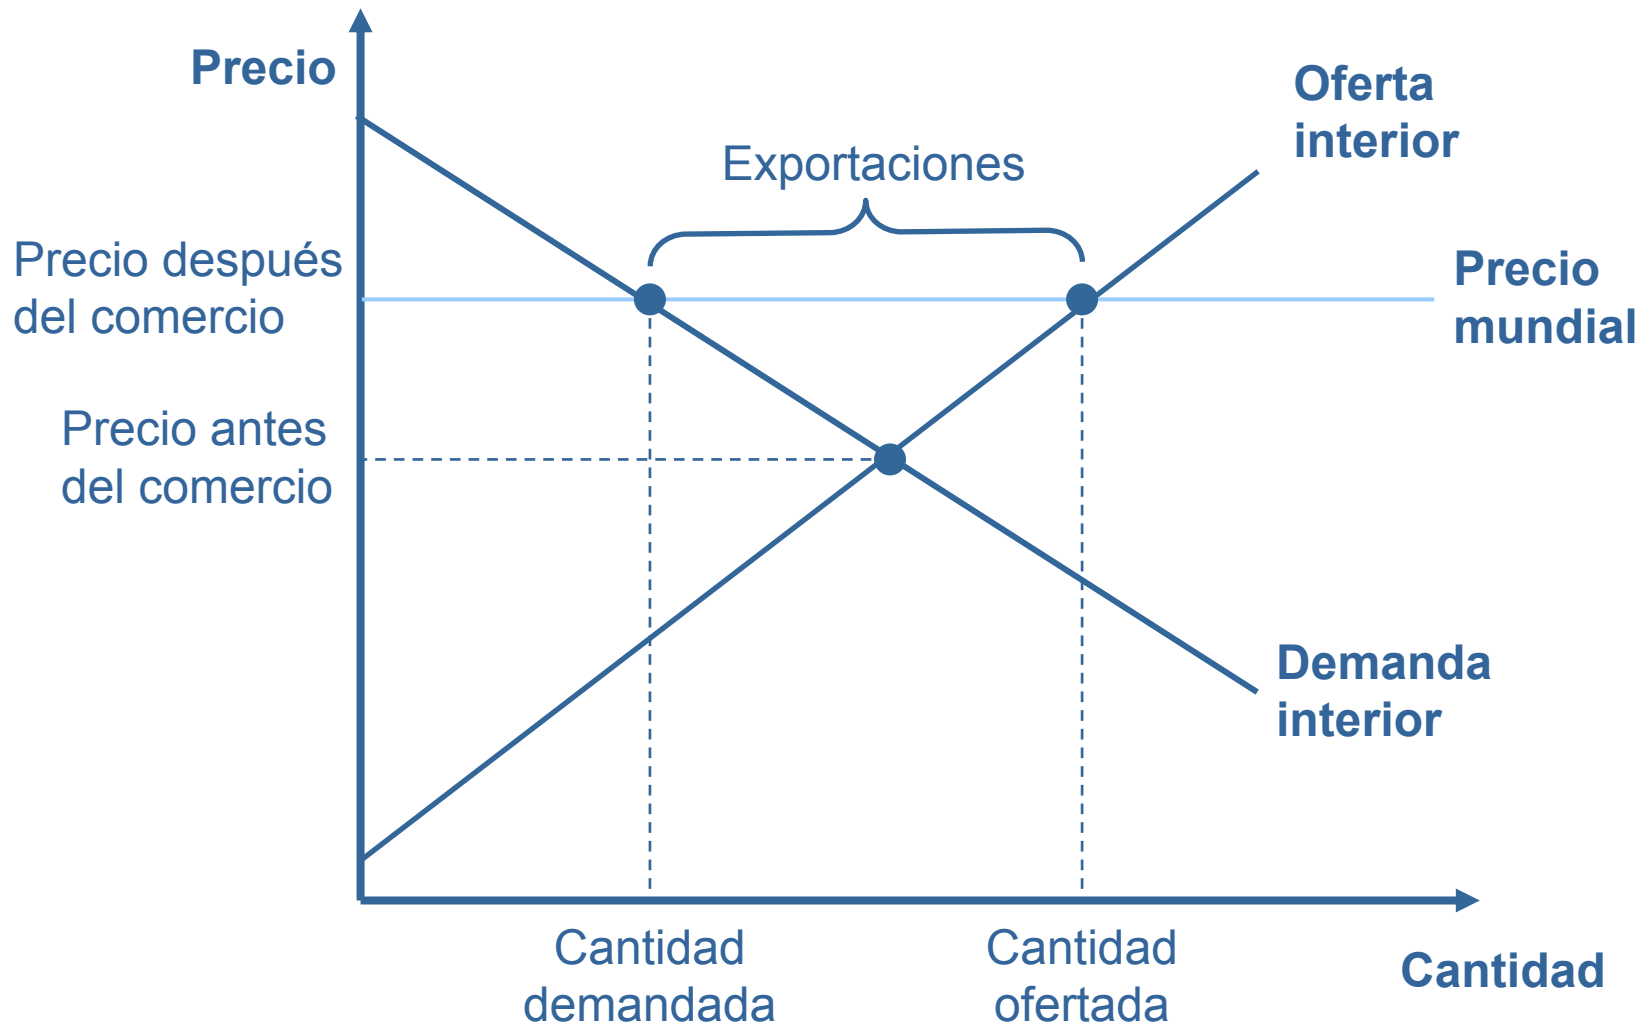 Precio
Oferta
interior
Exportaciones
Precio después
del comercio
Precio
mundial
Precio antes
del comercio
Demanda
interior
Cantidad
demandada
Cantidad
ofertada
Cantidad